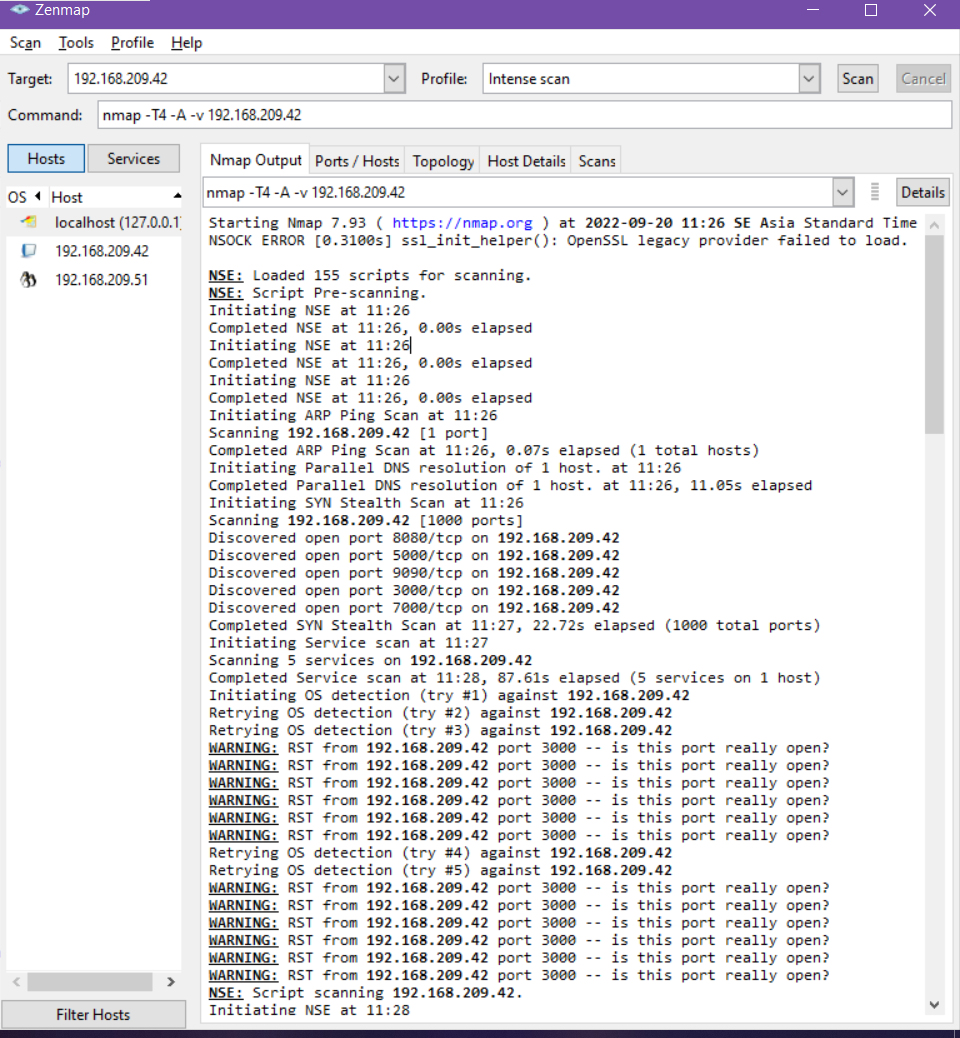 Zenmap
Scan Tools Profile Help
Target: 192.168.209.42 Profile: Intense scan Scan Cancel
Command: nmap -T4 -A -v 192.168.209.42
Hosts Services
OS Host
localhost (127.0.0.1)
192.168.209.42
192.168.209.51
Filter Hosts
Nmap Output Ports / Hosts Topology Host Details Scans
nmap -T4 -A -v 192.168.209.42 Details
Starting Nmap 7.93 ( https://nmap.org ) at 2022-09-20 11:26 SE Asia Standard Time
NSOCK ERROR [0.3100s] ssl_init_helper(): OpenSSL legacy provider failed to load.
NSE: Loaded 155 scripts for scanning.
NSE: Script Pre-scanning.
Initiating NSE at 11:26
Completed NSE at 11:26, 0.00s elapsed
Initiating NSE at 11:26
Completed NSE at 11:26, 0.00s elapsed
Initiating NSE at 11:26
Completed NSE at 11:26, 0.00s elapsed
Initiating ARP Ping Scan at 11:26
Scanning 192.168.209.42 [1 port]
Completed ARP Ping Scan at 11:26, 0.07s elapsed (1 total hosts)
Initiating Parallel DNS resolution of 1 host. at 11:26
Completed Parallel DNS resolution of 1 host. at 11:26, 11.05s elapsed
Initiating SYN Stealth Scan at 11:26
Scanning 192.168.209.42 [1000 ports]
Discovered open port 8080/tcp on 192.168.209.42
Discovered open port 5000/tcp on 192.168.209.42
Discovered open port 9090/tcp on 192.168.209.42
Discovered open port 3000/tcp on 192.168.209.42
Discovered open port 7000/tcp on 192.168.209.42
Completed SYN Stealth Scan at 11:27, 22.72s elapsed (1000 total ports)
Initiating Service scan at 11:27
Scanning 5 services on 192.168.209.42
Completed Service scan at 11:28, 87.61s elapsed (5 services on 1 host)
Initiating OS detection (try #1) against 192.168.209.42
Retrying OS detection (try #2) against 192.168.209.42
Retrying OS detection (try #3) against 192.168.209.42
WARNING: RST from 192.168.209.42 port 3000 -- is this port really open?
WARNING: RST from 192.168.209.42 port 3000 -- is this port really open?
WARNING: RST from 192.168.209.42 port 3000 -- is this port really open?
WARNING: RST from 192.168.209.42 port 3000 -- is this port really open?
WARNING: RST from 192.168.209.42 port 3000 -- is this port really open?
WARNING: RST from 192.168.209.42 port 3000 -- is this port really open?
Retrying OS detection (try #4) against 192.168.209.42
Retrying OS detection (try #5) against 192.168.209.42
WARNING: RST from 192.168.209.42 port 3000 -- is this port really open?
WARNING: RST from 192.168.209.42 port 3000 -- is this port really open?
WARNING: RST from 192.168.209.42 port 3000 -- is this port really open?
WARNING: RST from 192.168.209.42 port 3000 -- is this port really open?
WARNING: RST from 192.168.209.42 port 3000 -- is this port really open?
WARNING: RST from 192.168.209.42 port 3000 -- is this port really open?
NSE: Script scanning 192.168.209.42.
Initiating NSE at 11:28